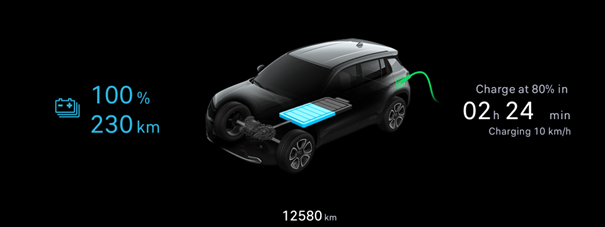 100 %
230 km
Charge at 80% in
02 h 24 min
Charging 10 km/h
12580 km